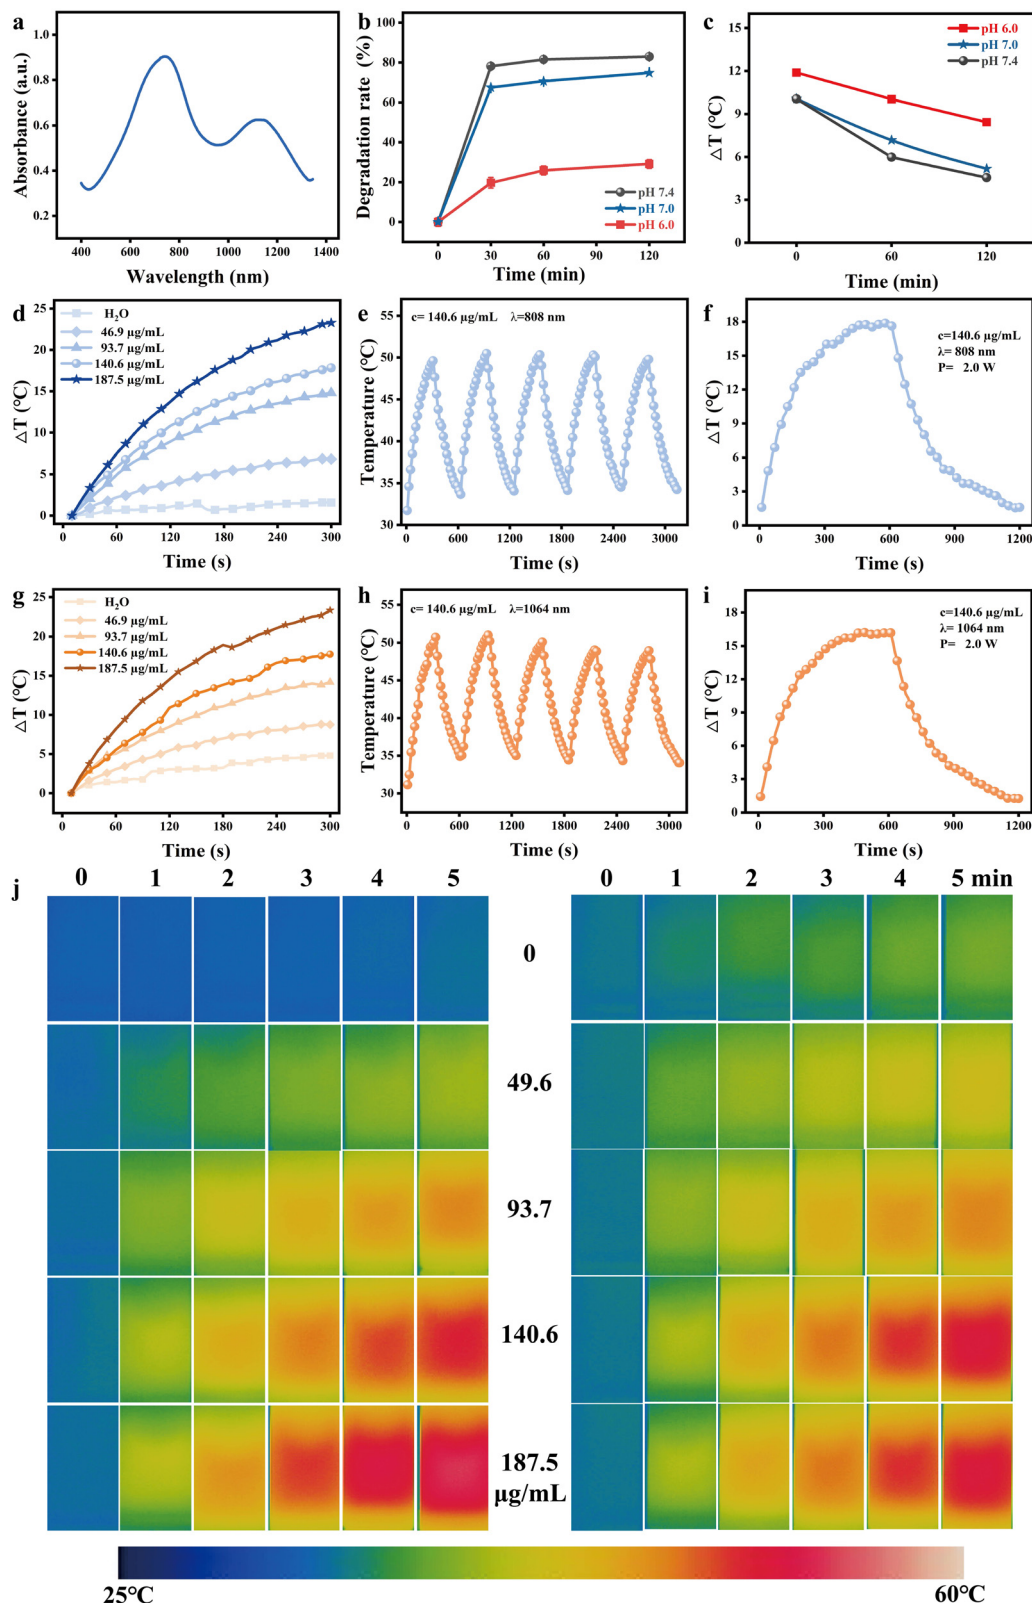 a
Absorbance (a.u.)
1.0
0.8
0.6
0.4
0.2
400 600 800 1000 1200 1400
Wavelength (nm)
b
Degradation rate (%)
100
80
60
40
20
0
pH 7.4
pH 7.0
pH 6.0
0 30 60 90 120
Time (min)
c
△T (°C)
15
12
9
6
3
0
pH 6.0
pH 7.0
pH 7.4
0 60 120
Time (min)
d
△T (°C)
25
20
15
10
5
0
H₂O
46.9 μg/mL
93.7 μg/mL
140.6 μg/mL
187.5 μg/mL
0 60 120 180 240 300
Time (s)
e
Temperature (°C)
55
50
45
40
35
30
c= 140.6 μg/mL λ=808 nm
0 600 1200 1800 2400 3000
Time (s)
f
△T (°C)
18
15
12
9
6
3
0
c=140.6 μg/mL
λ= 808 nm
P= 2.0 W
0 300 600 900 1200
Time (s)
g
△T (°C)
25
20
15
10
5
0
H₂O
46.9 μg/mL
93.7 μg/mL
140.6 μg/mL
187.5 μg/mL
0 60 120 180 240 300
Time (s)
h
Temperature (°C)
55
50
45
40
35
30
c= 140.6 μg/mL λ=1064 nm
0 600 1200 1800 2400 3000
Time (s)
i
△T (°C)
18
15
12
9
6
3
0
c=140.6 μg/mL
λ= 1064 nm
P= 2.0 W
0 300 600 900 1200
Time (s)
j
0 1 2 3 4 5 0 1 2 3 4 5 min
0
49.6
93.7
140.6
187.5
μg/mL
25°C 60°C